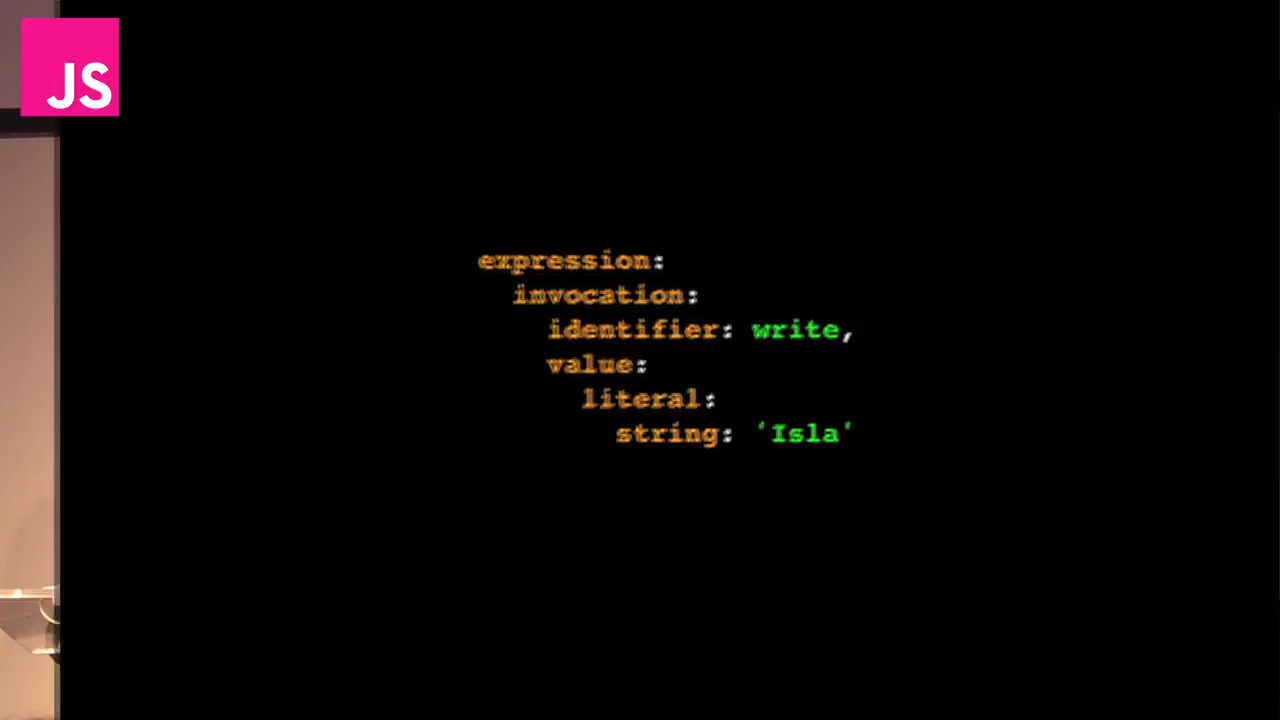 JS
expression:
invocation:
identifier: write,
value:
literal:
string: 'Isla'